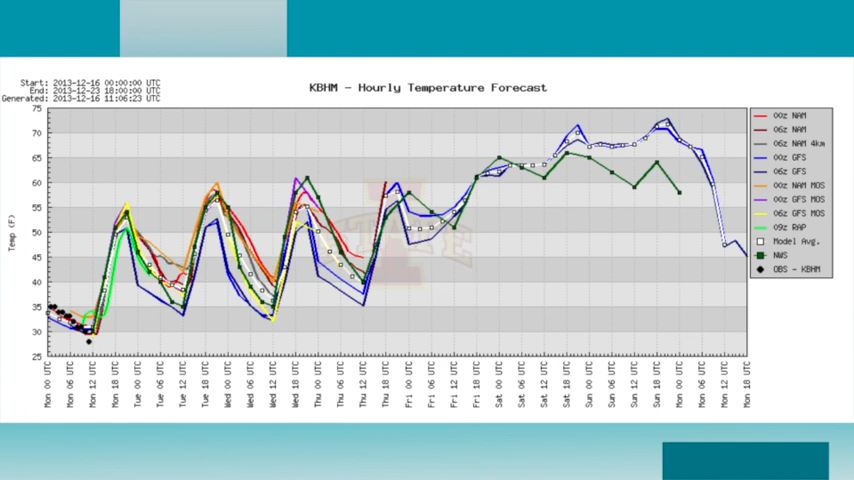 Start: 2013-12-16 00:00:00 UTC
End: 2013-12-23 18:00:00 UTC
Generated: 2013-12-16 11:06:23 UTC
KBHM - Hourly Temperature Forecast
75
70
65
60
55
50
45
40
35
30
25
Temp (F)
00z NAM
06z NAM
06z NAM 4km
00z GFS
06z GFS
00z NAM MOS
00z GFS MOS
06z GFS MOS
09z RAP
Model Avg.
NWS
OBS - KBHM
I
STATE
Mon 00 UTC
Mon 06 UTC
Mon 12 UTC
Mon 18 UTC
Tue 00 UTC
Tue 06 UTC
Tue 12 UTC
Tue 18 UTC
Wed 00 UTC
Wed 06 UTC
Wed 12 UTC
Wed 18 UTC
Thu 00 UTC
Thu 06 UTC
Thu 12 UTC
Thu 18 UTC
Fri 00 UTC
Fri 06 UTC
Fri 12 UTC
Fri 18 UTC
Sat 00 UTC
Sat 06 UTC
Sat 12 UTC
Sat 18 UTC
Sun 00 UTC
Sun 06 UTC
Sun 12 UTC
Sun 18 UTC
Mon 00 UTC
Mon 06 UTC
Mon 12 UTC
Mon 18 UTC